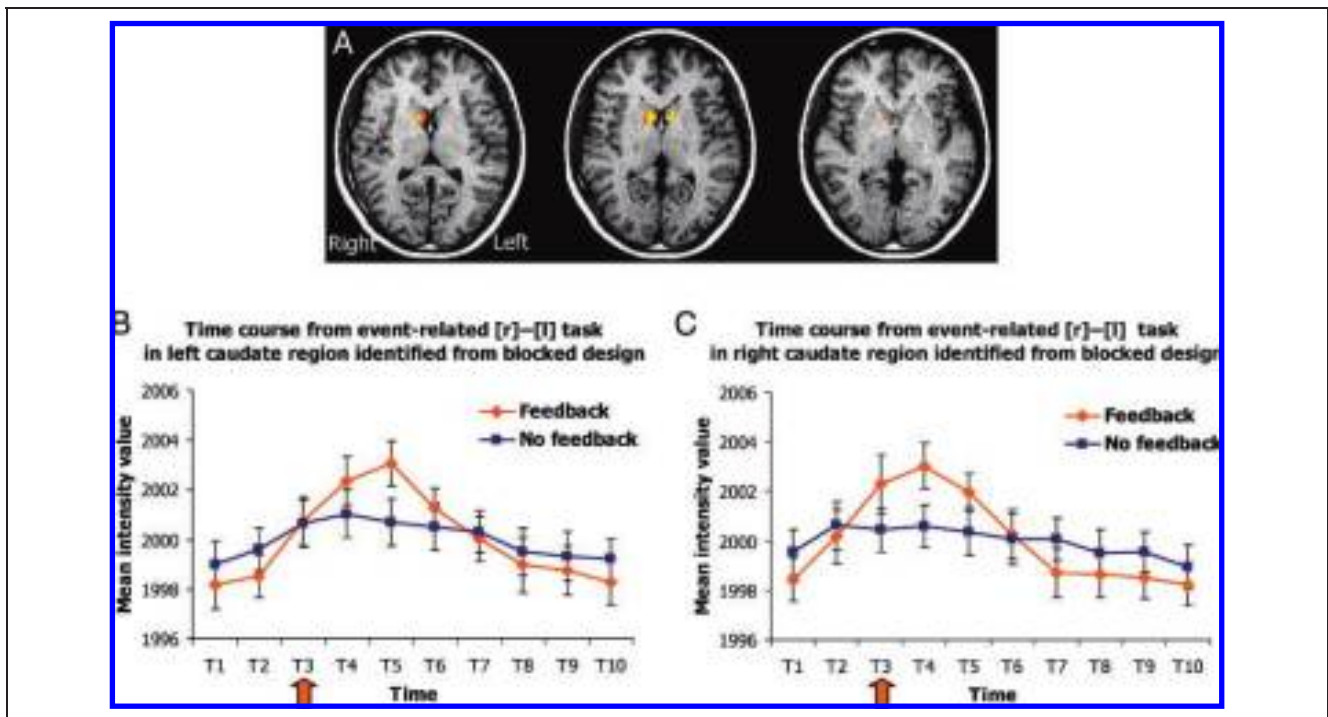 A
Right
Left
B
Time course from event-related [r]–[l] task
in left caudate region identified from blocked design
Mean intensity value
2006
2004
2002
2000
1998
1996
Feedback
No feedback
T1 T2 T3 T4 T5 T6 T7 T8 T9 T10
Time
C
Time course from event-related [r]–[l] task
in right caudate region identified from blocked design
Mean intensity value
2006
2004
2002
2000
1998
1996
Feedback
No feedback
T1 T2 T3 T4 T5 T6 T7 T8 T9 T10
Time